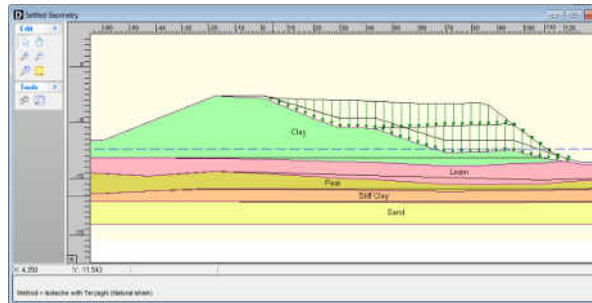 Settled Geometry
Edit
Tools
Clay
Loam
Peat
Stiff Clay
Sand
X: 4.350
Y: -11.593
Method = Isotache with Terzaghi (Natural strain)